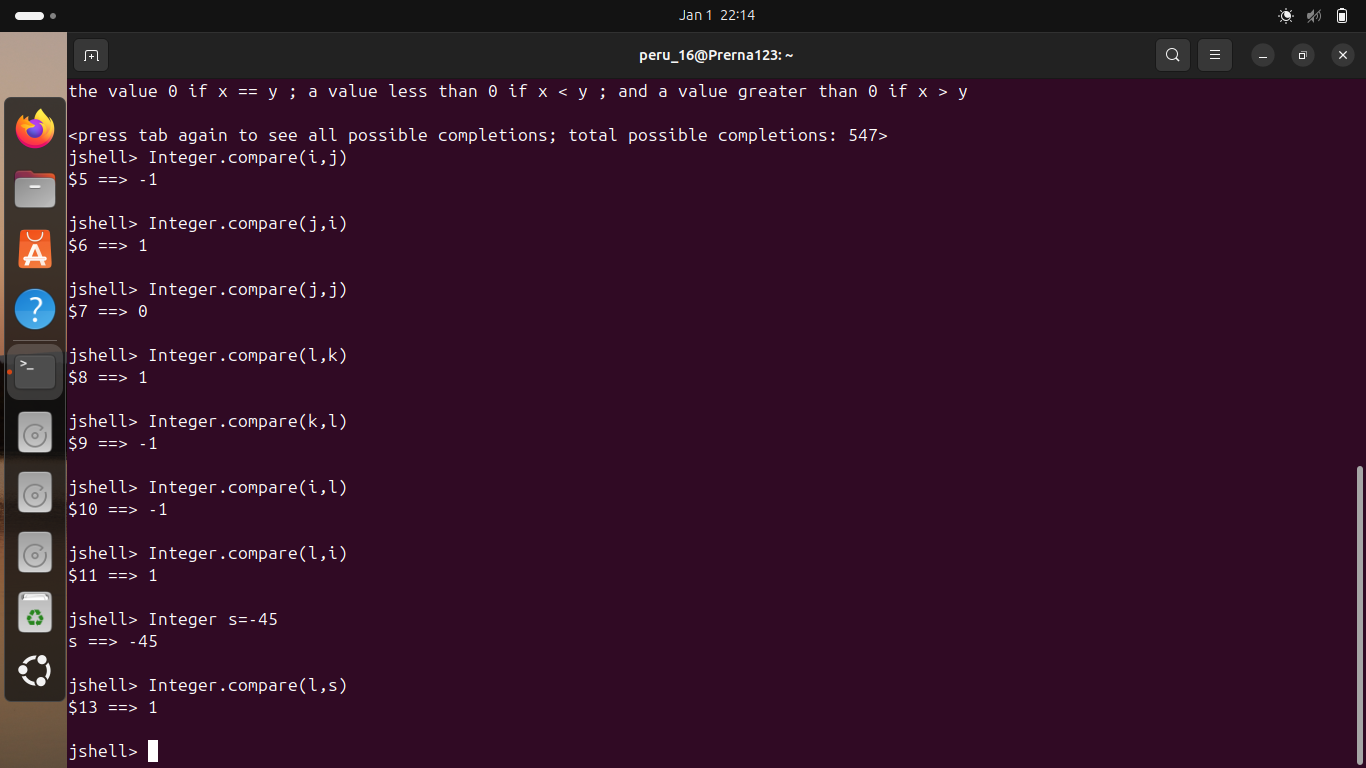 Jan 1 22:14
peru_16@Prerna123: ~
the value 0 if x == y ; a value less than 0 if x < y ; and a value greater than 0 if x > y
<press tab again to see all possible completions; total possible completions: 547>
jshell> Integer.compare(i,j)
$5 ==> -1
jshell> Integer.compare(j,i)
$6 ==> 1
jshell> Integer.compare(j,j)
$7 ==> 0
jshell> Integer.compare(l,k)
$8 ==> 1
jshell> Integer.compare(k,l)
$9 ==> -1
jshell> Integer.compare(i,l)
$10 ==> -1
jshell> Integer.compare(l,i)
$11 ==> 1
jshell> Integer s=-45
s ==> -45
jshell> Integer.compare(l,s)
$13 ==> 1
jshell>